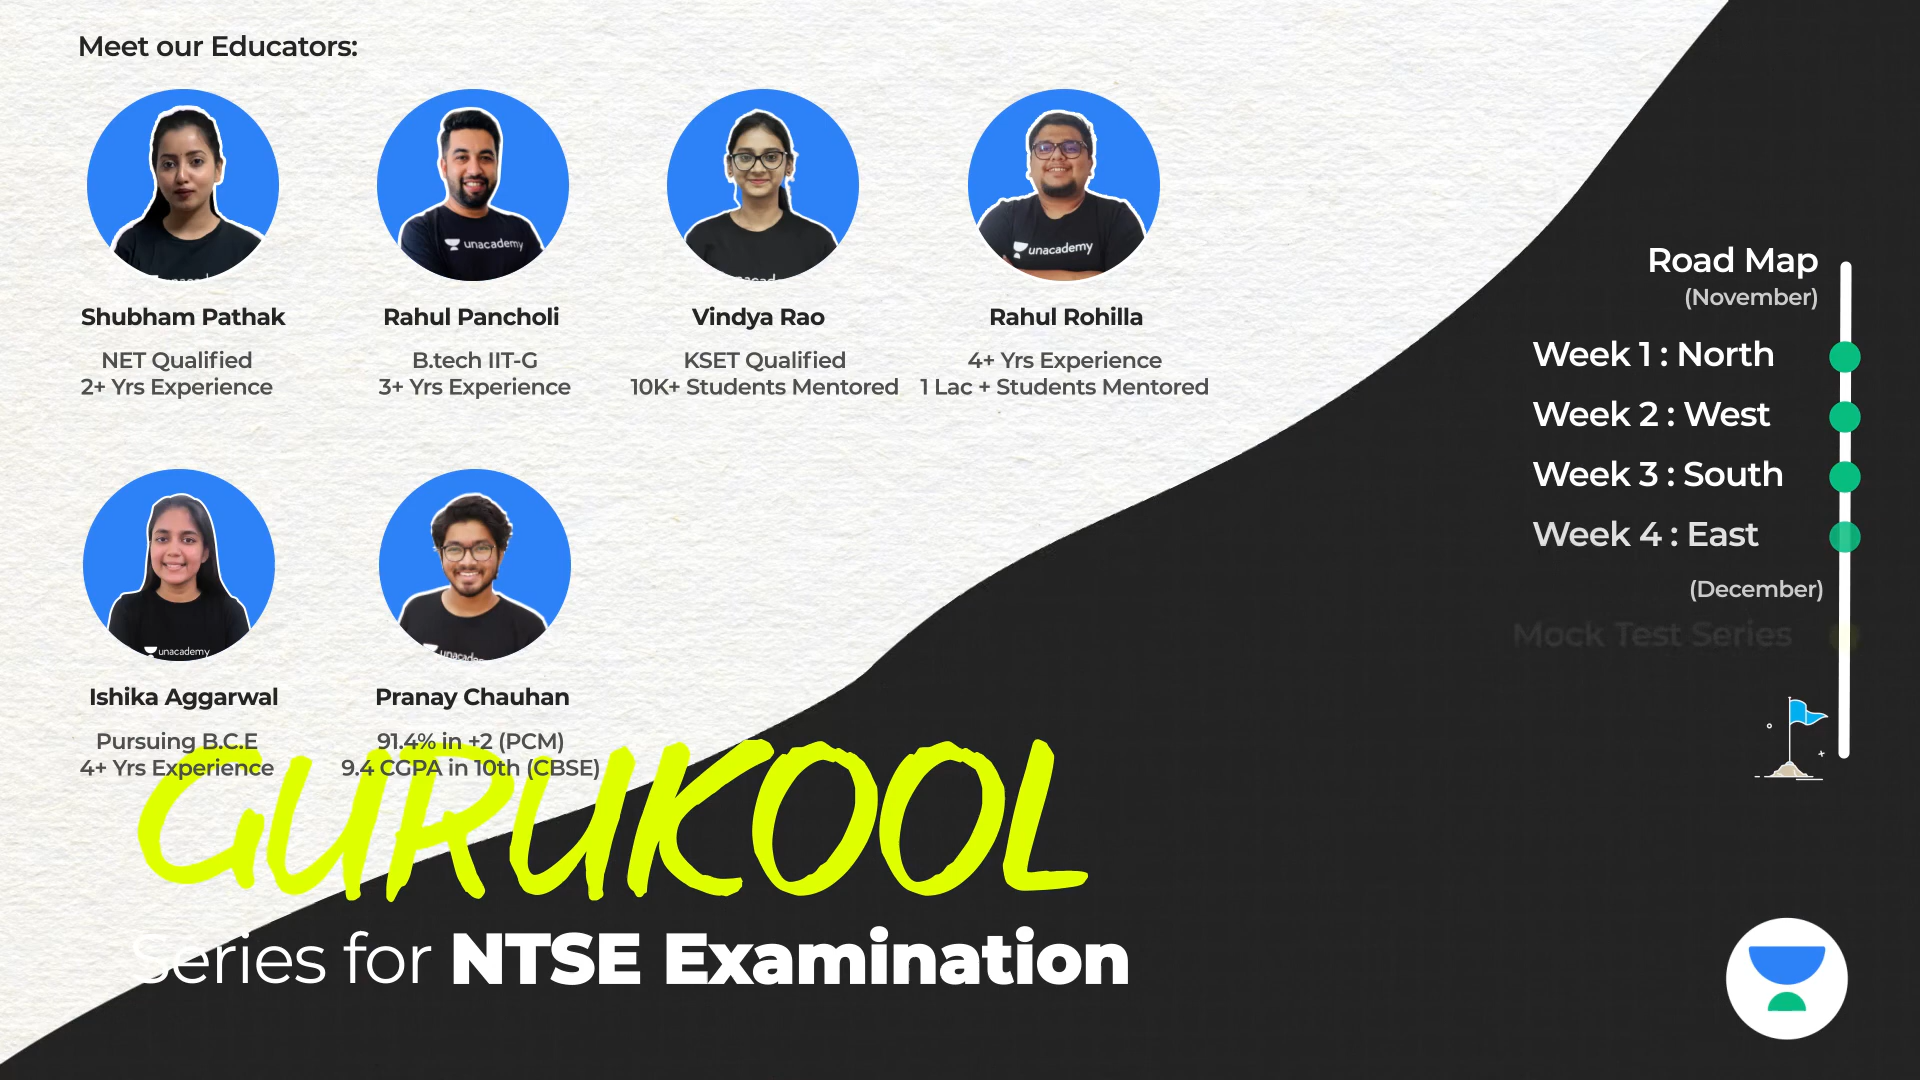 Meet our Educators:
unacademy
unacademy
Shubham Pathak
Rahul Pancholi
Vindya Rao
Rahul Rohilla
NET Qualified
2+ Yrs Experience
B.tech IIT-G
3+ Yrs Experience
KSET Qualified
10K+ Students Mentored
4+ Yrs Experience
1 Lac + Students Mentored
unacademy
Ishika Aggarwal
Pranay Chauhan
Pursuing B.C.E
4+ Yrs Experience
91.4% in +2 (PCM)
9.4 CGPA in 10th (CBSE)
GURUKOOL
Series for NTSE Examination
Road Map
(November)
Week 1 : North
Week 2 : West
Week 3 : South
Week 4 : East
(December)
Mock Test Series